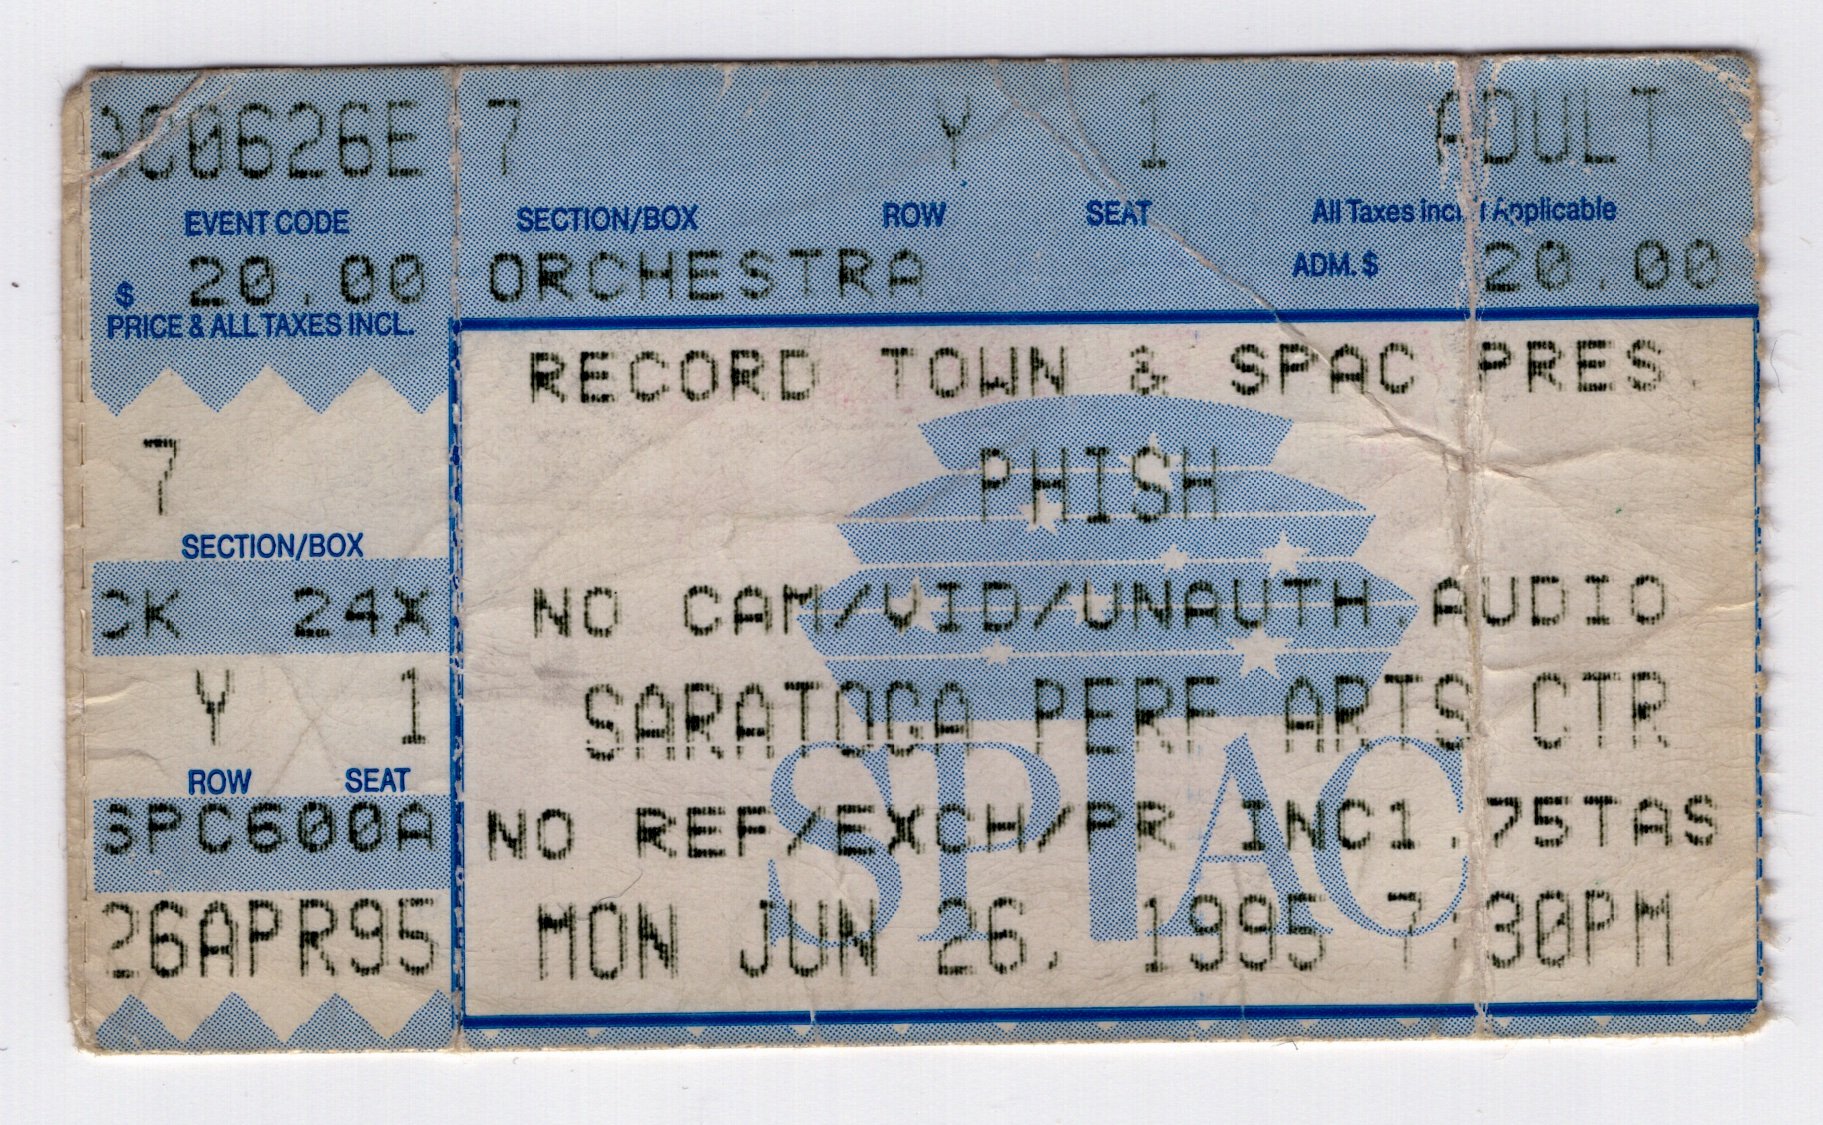 C0626E
EVENT CODE
$ 20.00
PRICE & ALL TAXES INCL.
7
SECTION/BOX
CK 24X
Y 1
ROW SEAT
SPC600A
26APR95
7 Y 1 ADULT
SECTION/BOX ROW SEAT All Taxes Incl. if Applicable
ORCHESTRA ADM. $ 20.00
RECORD TOWN & SPAC PRES.
PHISH
NO CAM/VID/UNAUTH AUDIO
SARATOGA PERF ARTS CTR
SPAC
NO REF/EXCH/PR INC1.75TAS
MON JUN 26, 1995 7:30PM